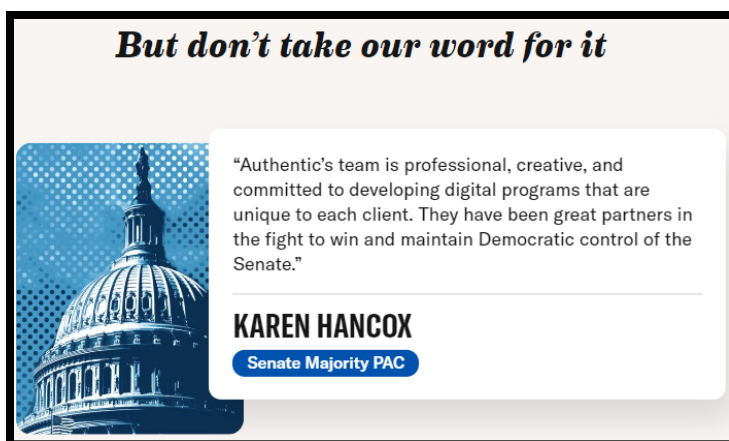 But don’t take our word for it
“Authentic’s team is professional, creative, and
committed to developing digital programs that are
unique to each client. They have been great partners in
the fight to win and maintain Democratic control of the
Senate.”
KAREN HANCOX
Senate Majority PAC